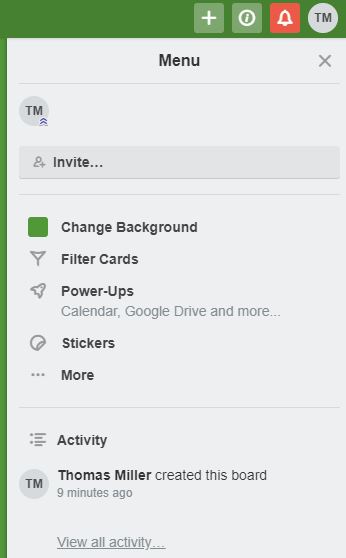 TM
Menu
TM
Invite…
Change Background
Filter Cards
Power-Ups
Calendar, Google Drive and more...
Stickers
More
Activity
TM
Thomas Miller created this board
9 minutes ago
View all activity…